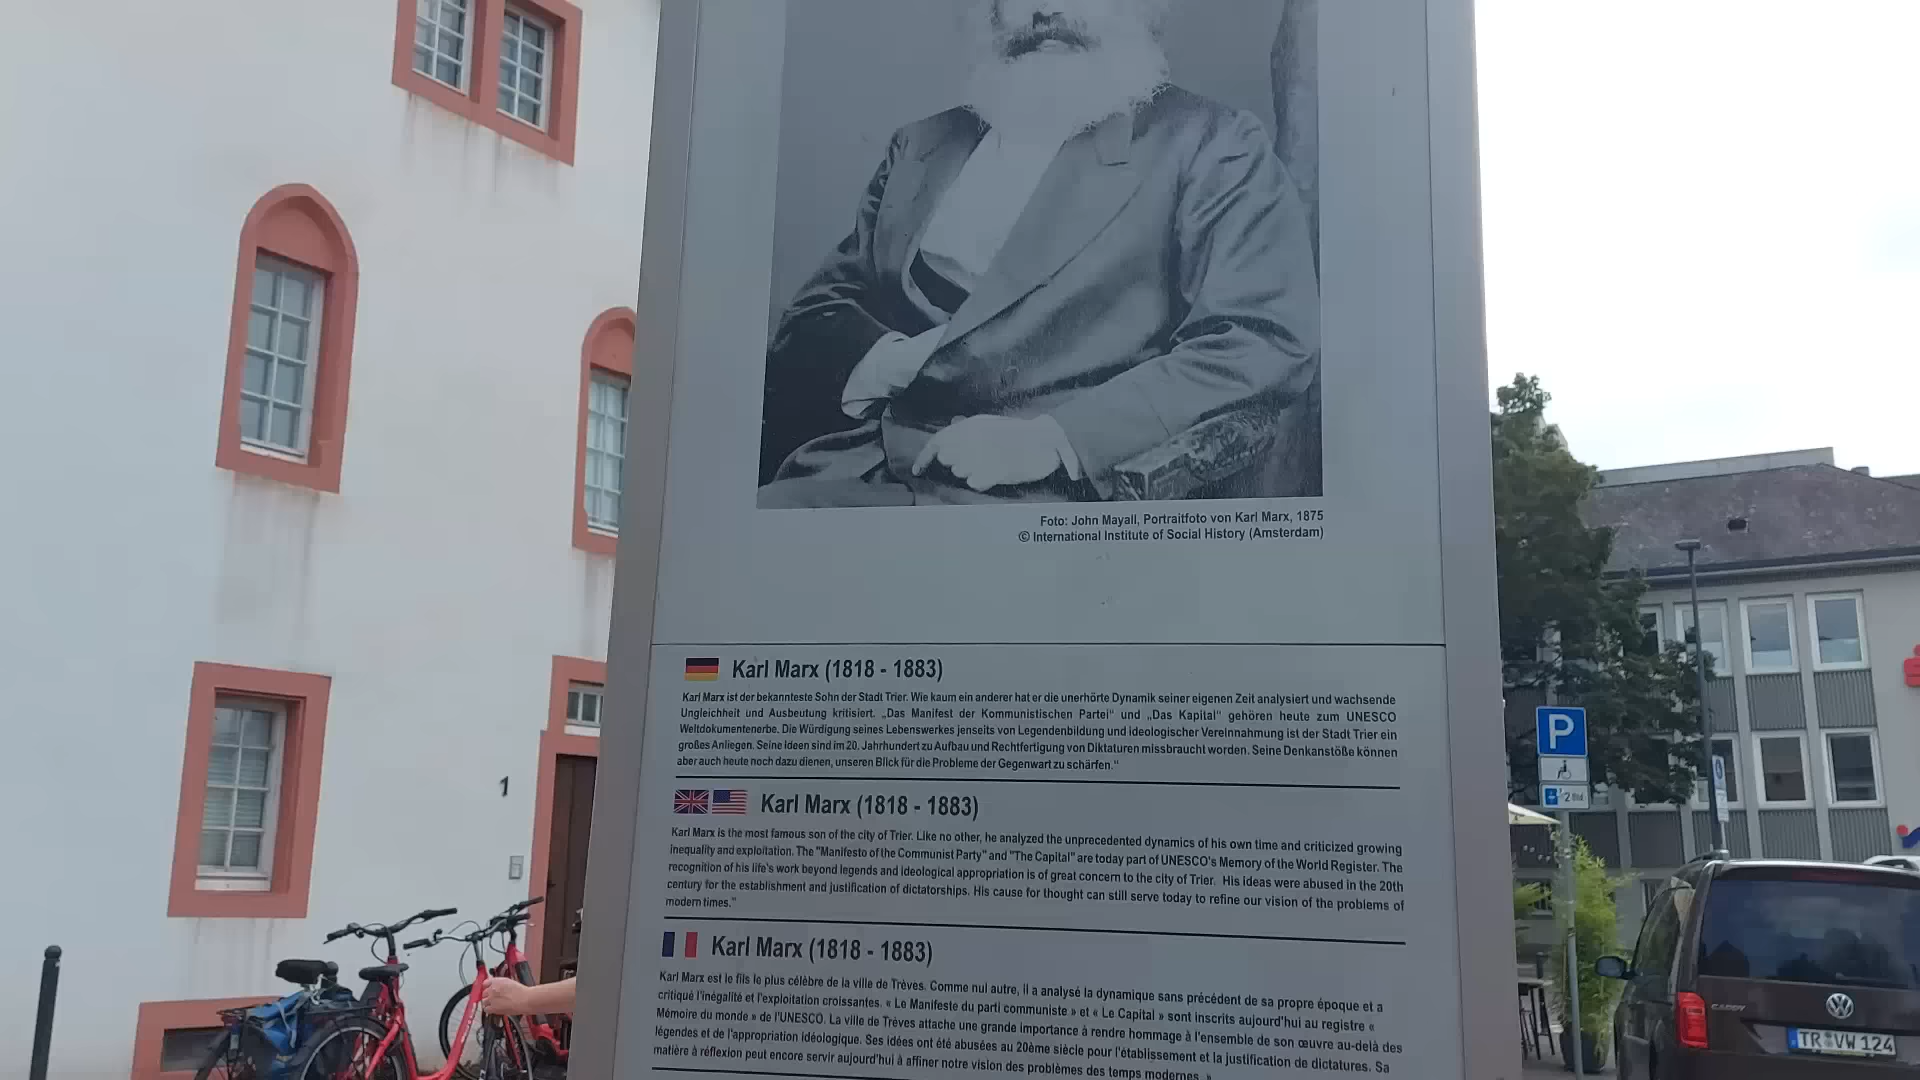 Foto: John Mayall, Portraitfoto von Karl Marx, 1875
© International Institute of Social History (Amsterdam)
Karl Marx (1818 - 1883)
Karl Marx ist der bekannteste Sohn der Stadt Trier. Wie kaum ein anderer hat er die unerhörte Dynamik seiner eigenen Zeit analysiert und wachsende
Ungleichheit und Ausbeutung kritisiert. „Das Manifest der Kommunistischen Partei“ und „Das Kapital“ gehören heute zum UNESCO
Weltdokumentenerbe. Die Würdigung seines Lebenswerkes jenseits von Legendenbildung und ideologischer Vereinnahmung ist der Stadt Trier ein
großes Anliegen. Seine Ideen sind im 20. Jahrhundert zu Aufbau und Rechtfertigung von Diktaturen missbraucht worden. Seine Denkanstöße können
aber auch heute noch dazu dienen, unseren Blick für die Probleme der Gegenwart zu schärfen.“
Karl Marx (1818 - 1883)
Karl Marx is the most famous son of the city of Trier. Like no other, he analyzed the unprecedented dynamics of his own time and criticized growing
inequality and exploitation. The "Manifesto of the Communist Party" and "The Capital" are today part of UNESCO's Memory of the World Register. The
recognition of his life's work beyond legends and ideological appropriation is of great concern to the city of Trier. His ideas were abused in the 20th
century for the establishment and justification of dictatorships. His cause for thought can still serve today to refine our vision of the problems of
modern times."
Karl Marx (1818 - 1883)
Karl Marx est le fils le plus célèbre de la ville de Trèves. Comme nul autre, il a analysé la dynamique sans précédent de sa propre époque et a
critiqué l'inégalité et l'exploitation croissantes. « Le Manifeste du parti communiste » et « Le Capital » sont inscrits aujourd'hui au registre «
Mémoire du monde » de l'UNESCO. La ville de Trèves attache une grande importance à rendre hommage à l'ensemble de son œuvre au-delà des
légendes et de l'appropriation idéologique. Ses idées ont été abusées au 20ème siècle pour l'établissement et la justification de dictatures. Sa
matière à réflexion peut encore servir aujourd'hui à affiner notre vision des problèmes des temps modernes. »
1
P
2 Std.
CADDY
TR VW 124